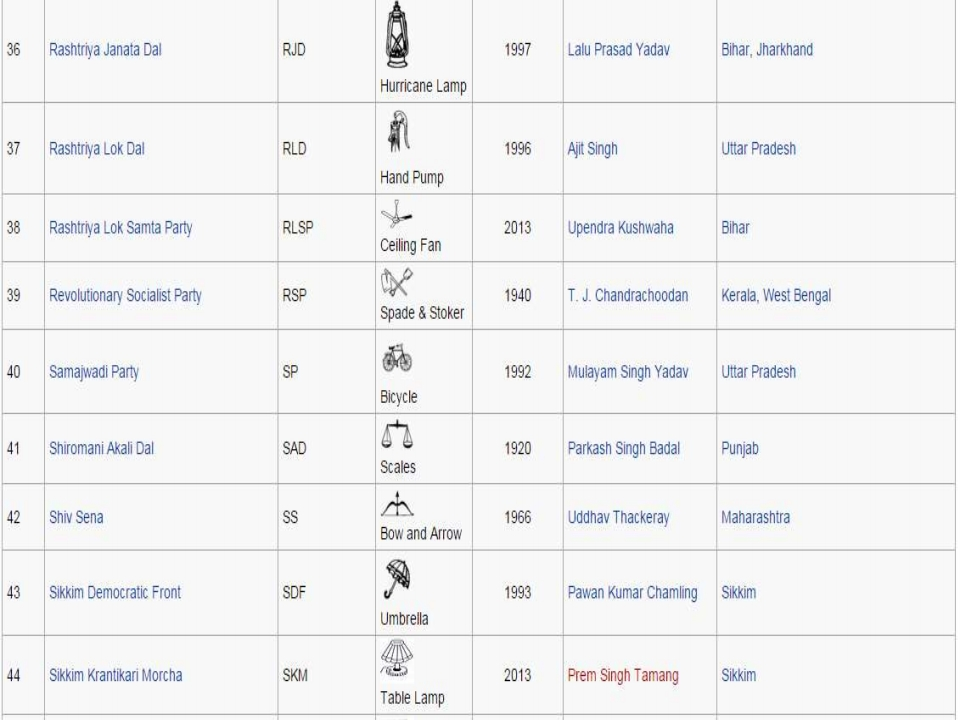 36 Rashtriya Janata Dal RJD Hurricane Lamp 1997 Lalu Prasad Yadav Bihar, Jharkhand
37 Rashtriya Lok Dal RLD Hand Pump 1996 Ajit Singh Uttar Pradesh
38 Rashtriya Lok Samta Party RLSP Ceiling Fan 2013 Upendra Kushwaha Bihar
39 Revolutionary Socialist Party RSP Spade & Stoker 1940 T. J. Chandrachoodan Kerala, West Bengal
40 Samajwadi Party SP Bicycle 1992 Mulayam Singh Yadav Uttar Pradesh
41 Shiromani Akali Dal SAD Scales 1920 Parkash Singh Badal Punjab
42 Shiv Sena SS Bow and Arrow 1966 Uddhav Thackeray Maharashtra
43 Sikkim Democratic Front SDF Umbrella 1993 Pawan Kumar Chamling Sikkim
44 Sikkim Krantikari Morcha SKM Table Lamp 2013 Prem Singh Tamang Sikkim